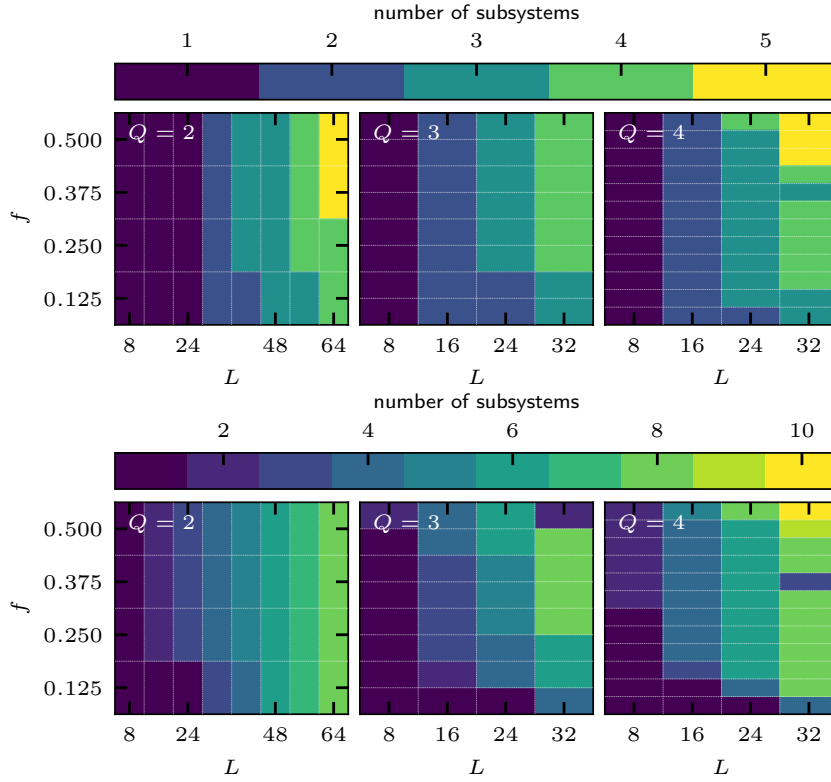 number of subsystems
1 2 3 4 5
Q = 2 Q = 3 Q = 4
0.500
0.375
0.250
0.125
f
8 24 48 64 8 16 24 32 8 16 24 32
L L L
number of subsystems
2 4 6 8 10
Q = 2 Q = 3 Q = 4
0.500
0.375
0.250
0.125
f
8 24 48 64 8 16 24 32 8 16 24 32
L L L